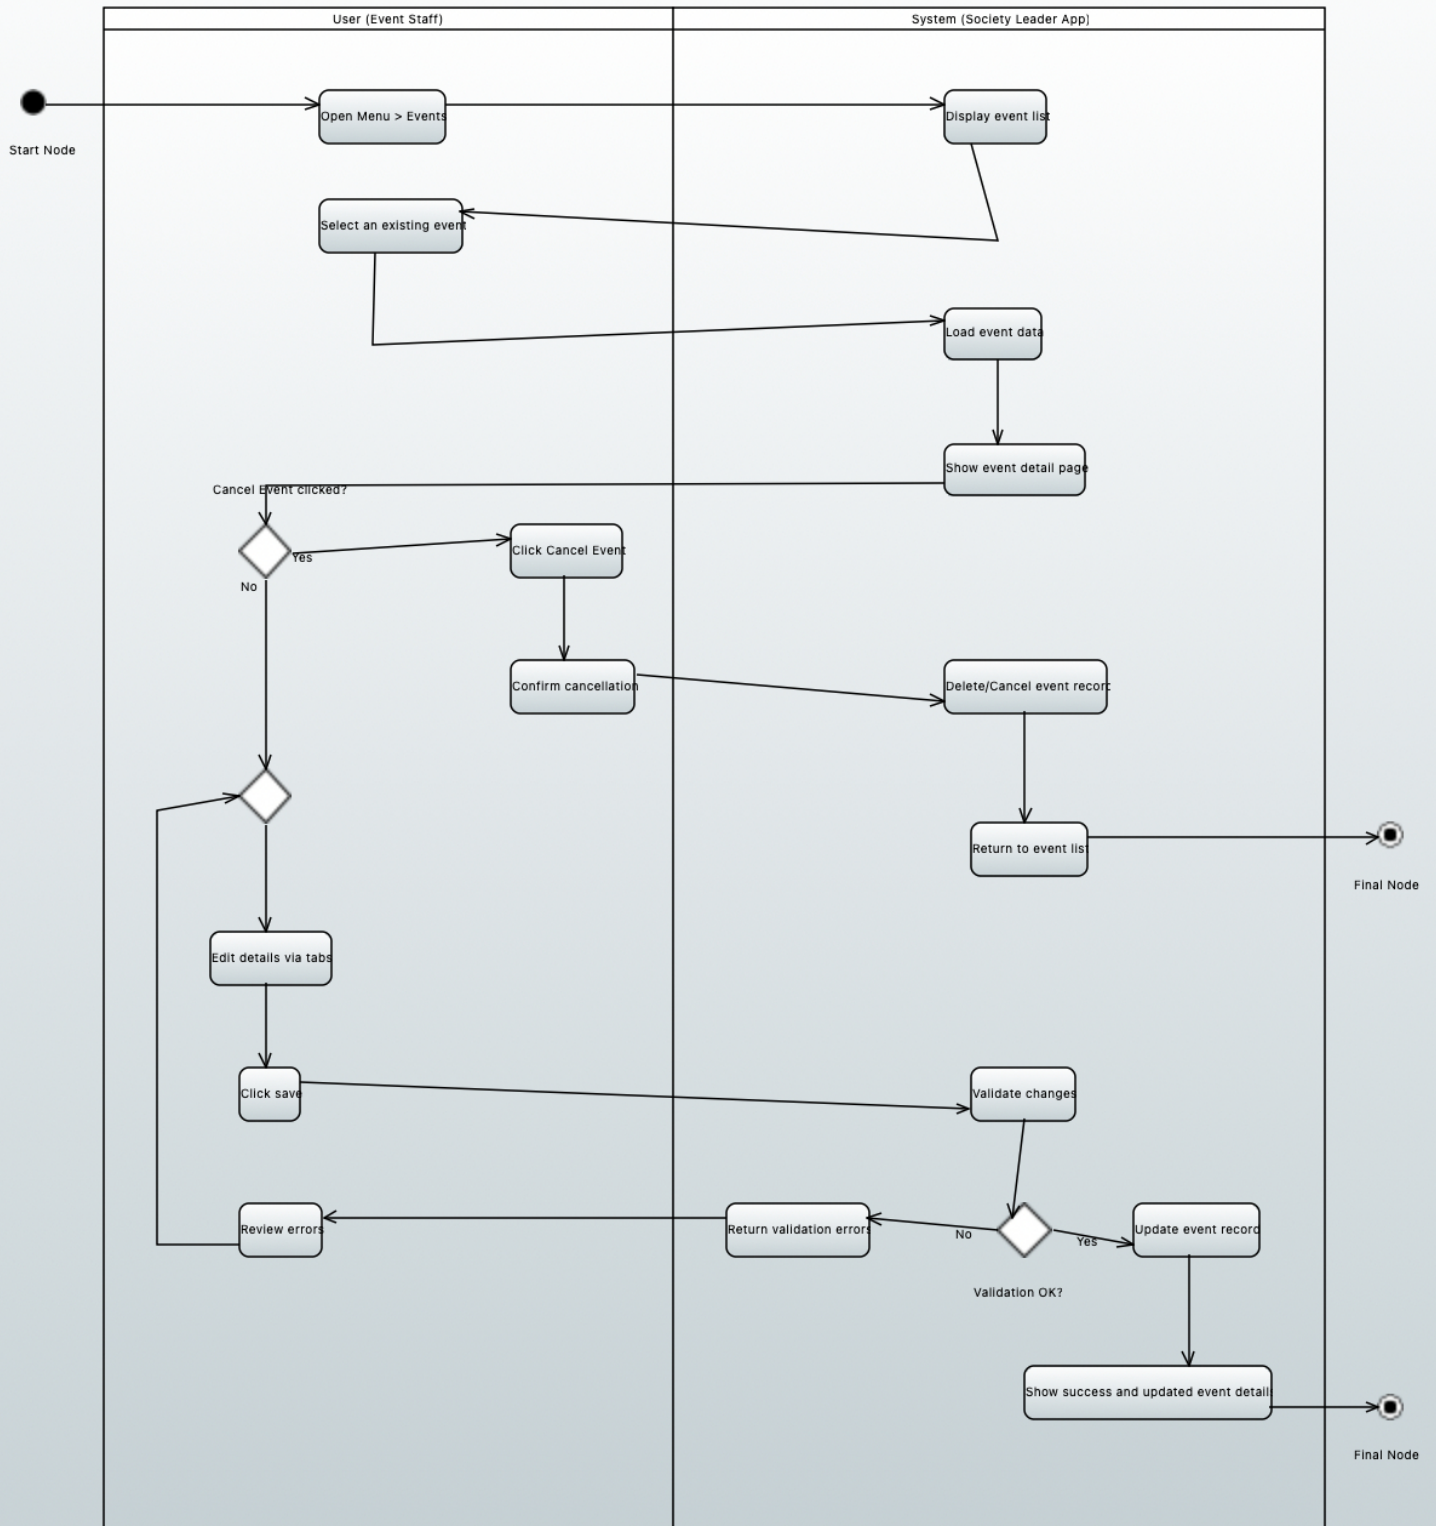 User (Event Staff)
System (Society Leader App)
Open Menu > Events
Display event list
Start Node
Select an existing event
Load event data
Show event detail page
Cancel Event clicked?
Click Cancel Event
Yes
No
Confirm cancellation
Delete/Cancel event record
Return to event list
Final Node
Edit details via tabs
Click save
Validate changes
Review errors
Return validation errors
No
Yes
Update event record
Validation OK?
Show success and updated event details
Final Node